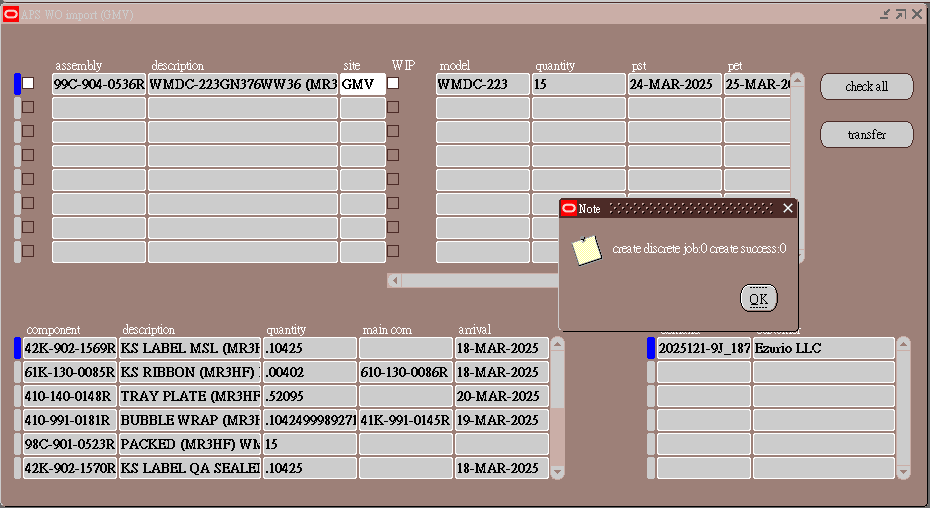 APS WO import (GMV)
assembly description site WIP model quantity pst pet
99C-904-0536R WMDC-223GN376WW36 (MR3 GMV WMDC-223 15 24-MAR-2025 25-MAR-20
check all
transfer
Note
create discrete job:0 create success:0
OK
component description quantity main com arrival
42K-902-1569R KS LABEL MSL (MR3H .10425 18-MAR-2025
61K-130-0085R KS RIBBON (MR3HF) .00402 610-130-0086R 18-MAR-2025
410-140-0148R TRAY PLATE (MR3HF .52095 20-MAR-2025
410-991-0181R BUBBLE WRAP (MR3H .1042499989271 41K-991-0145R 19-MAR-2025
98C-901-0523R PACKED (MR3HF) WM 15
42K-902-1570R KS LABEL QA SEALE .10425 18-MAR-2025
2025121-9J_187 Ezurio LLC